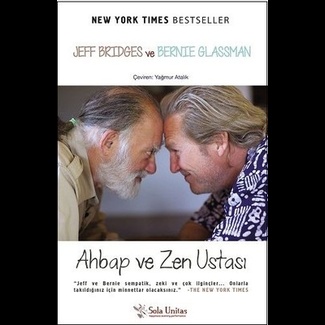 NEW YORK TIMES BESTSELLER
JEFF BRIDGES ve BERNIE GLASSMAN
Çeviren: Yağmur Atalık
Ahbap ve Zen Ustası
"Jeff ve Bernie sempatik, zeki ve çok ilginçler... Onlarla
takıldığınız için minnettar olacaksınız." -THE NEW YORK TIMES
Sola Unitas